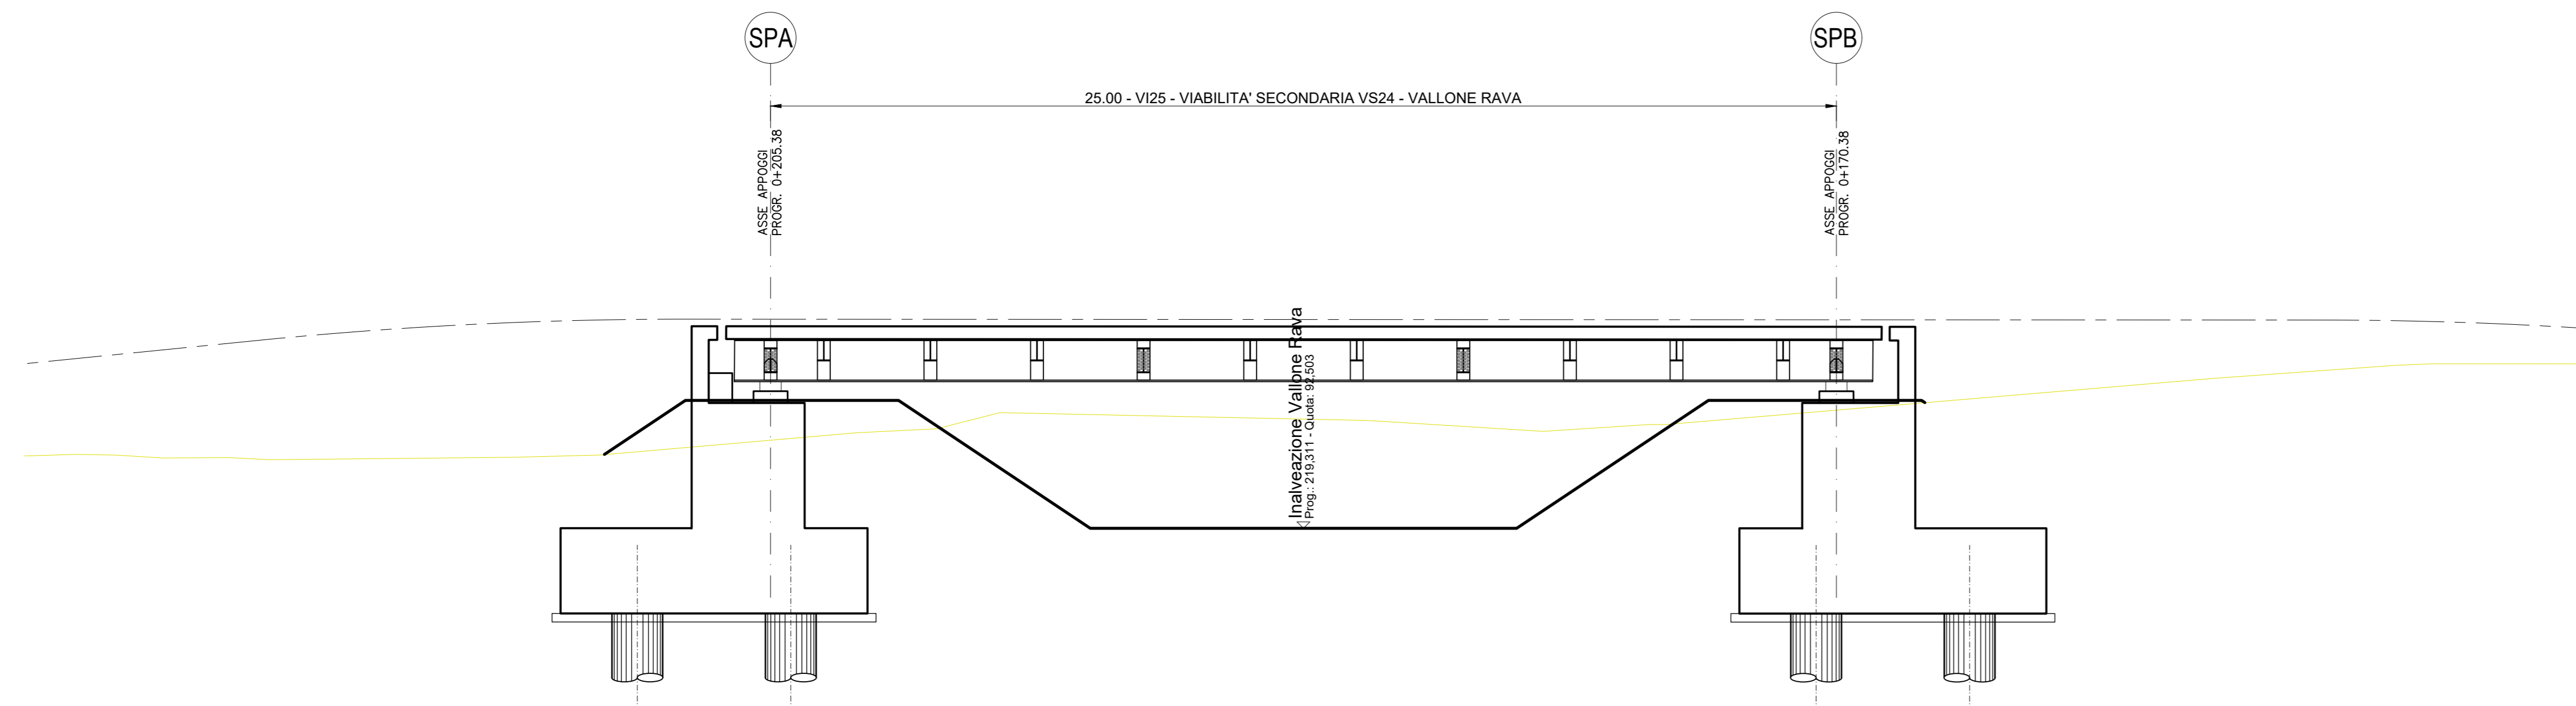 SPA
SPB
25.00 - VI25 - VIABILITA' SECONDARIA VS24 - VALLONE RAVA
ASSE APPOGGI
PROGR. 0+205.38
ASSE APPOGGI
PROGR. 0+170.38
Inalveazione Vallone Rava
Prog.: 219,311 - Quota: 92,503